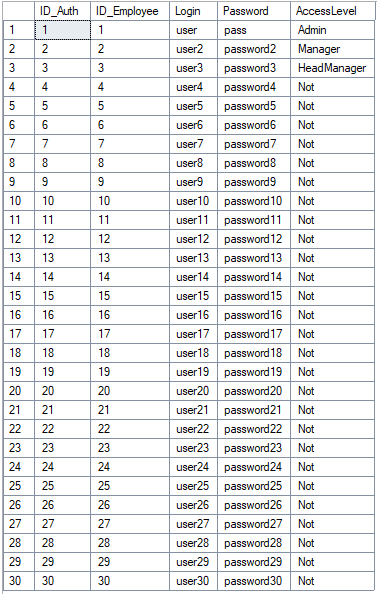 ID_Auth ID_Employee Login Password AccessLevel
1 1 1 user pass Admin
2 2 2 user2 password2 Manager
3 3 3 user3 password3 HeadManager
4 4 4 user4 password4 Not
5 5 5 user5 password5 Not
6 6 6 user6 password6 Not
7 7 7 user7 password7 Not
8 8 8 user8 password8 Not
9 9 9 user9 password9 Not
10 10 10 user10 password10 Not
11 11 11 user11 password11 Not
12 12 12 user12 password12 Not
13 13 13 user13 password13 Not
14 14 14 user14 password14 Not
15 15 15 user15 password15 Not
16 16 16 user16 password16 Not
17 17 17 user17 password17 Not
18 18 18 user18 password18 Not
19 19 19 user19 password19 Not
20 20 20 user20 password20 Not
21 21 21 user21 password21 Not
22 22 22 user22 password22 Not
23 23 23 user23 password23 Not
24 24 24 user24 password24 Not
25 25 25 user25 password25 Not
26 26 26 user26 password26 Not
27 27 27 user27 password27 Not
28 28 28 user28 password28 Not
29 29 29 user29 password29 Not
30 30 30 user30 password30 Not